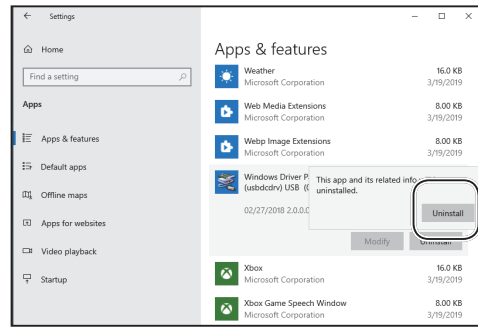 Settings
Home
Find a setting
Apps
Apps & features
Default apps
Offline maps
Apps for websites
Video playback
Startup
Apps & features
Weather 16.0 KB
Microsoft Corporation 3/19/2019
Web Media Extensions 8.00 KB
Microsoft Corporation 3/19/2019
Webp Image Extensions 8.00 KB
Microsoft Corporation 3/19/2019
Windows Driver P
(usbdcdrv) USB
02/27/2018 2.0.0.0
This app and its related info
uninstalled.
Uninstall
Modify Uninstall
Xbox 16.0 KB
Microsoft Corporation 3/19/2019
Xbox Game Speech Window 8.00 KB
Microsoft Corporation 3/19/2019